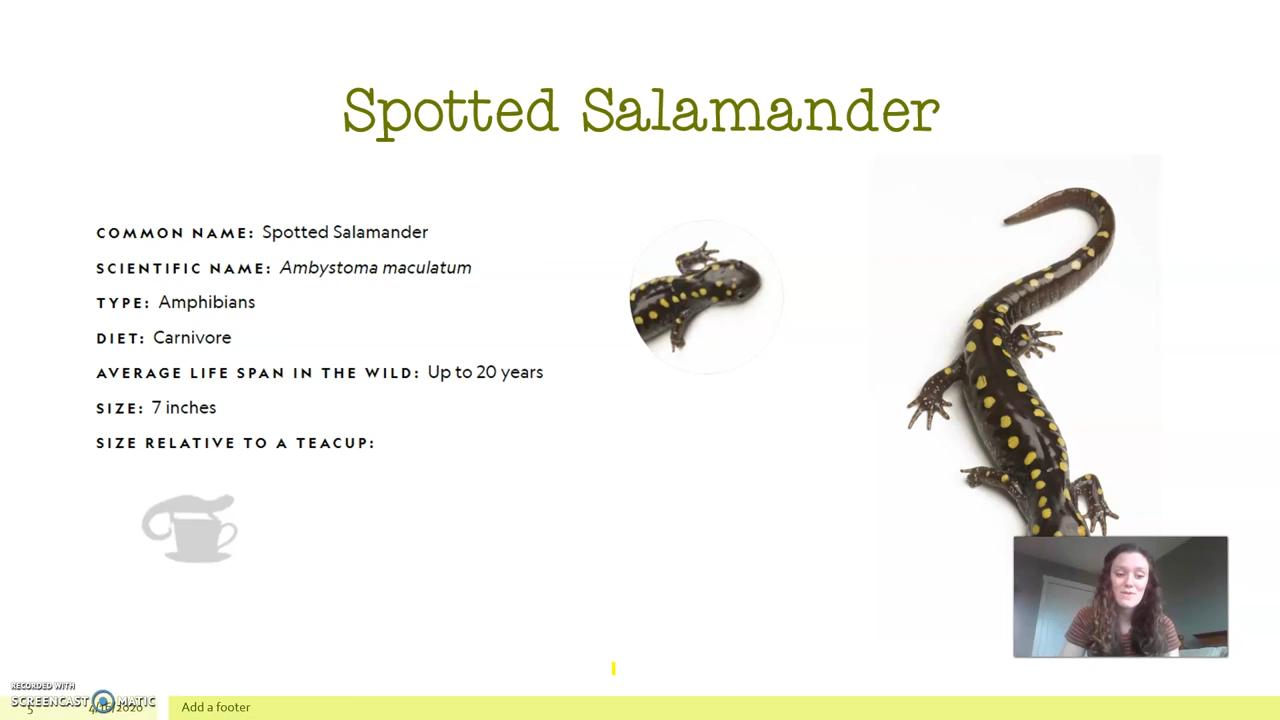 Spotted Salamander
COMMON NAME: Spotted Salamander
SCIENTIFIC NAME: Ambystoma maculatum
TYPE: Amphibians
DIET: Carnivore
AVERAGE LIFE SPAN IN THE WILD: Up to 20 years
SIZE: 7 inches
SIZE RELATIVE TO A TEACUP:
RECORDED WITH
SCREENCAST MATIC
5
Add a footer